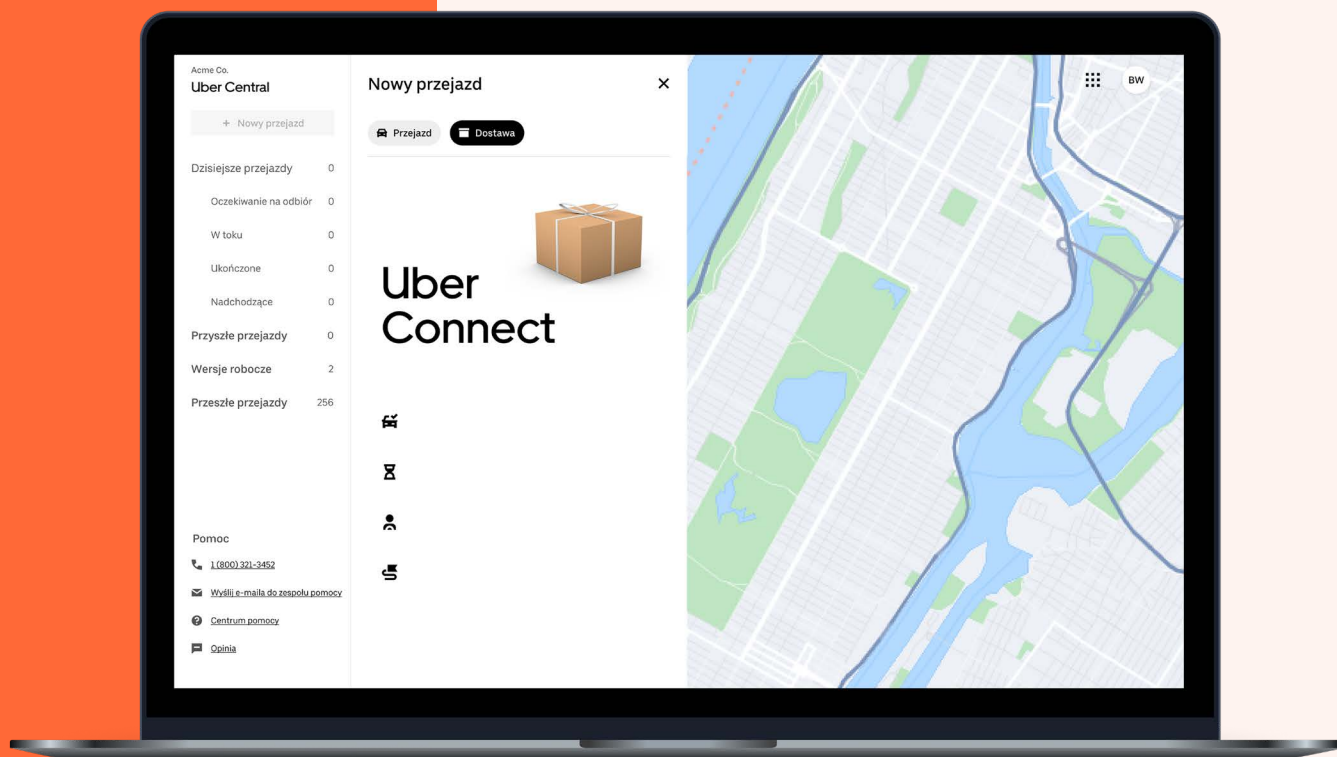 Acme Co.
Uber Central
+ Nowy przejazd
Dzisiejsze przejazdy 0
Oczekiwanie na odbiór 0
W toku 0
Ukończone 0
Nadchodzące 0
Przyszłe przejazdy 0
Wersje robocze 2
Przeszłe przejazdy 256
Pomoc
1 (800) 321-3452
Wyślij e-maila do zespołu pomocy
Centrum pomocy
Opinia
Nowy przejazd
Przejazd Dostawa
Uber
Connect
BW